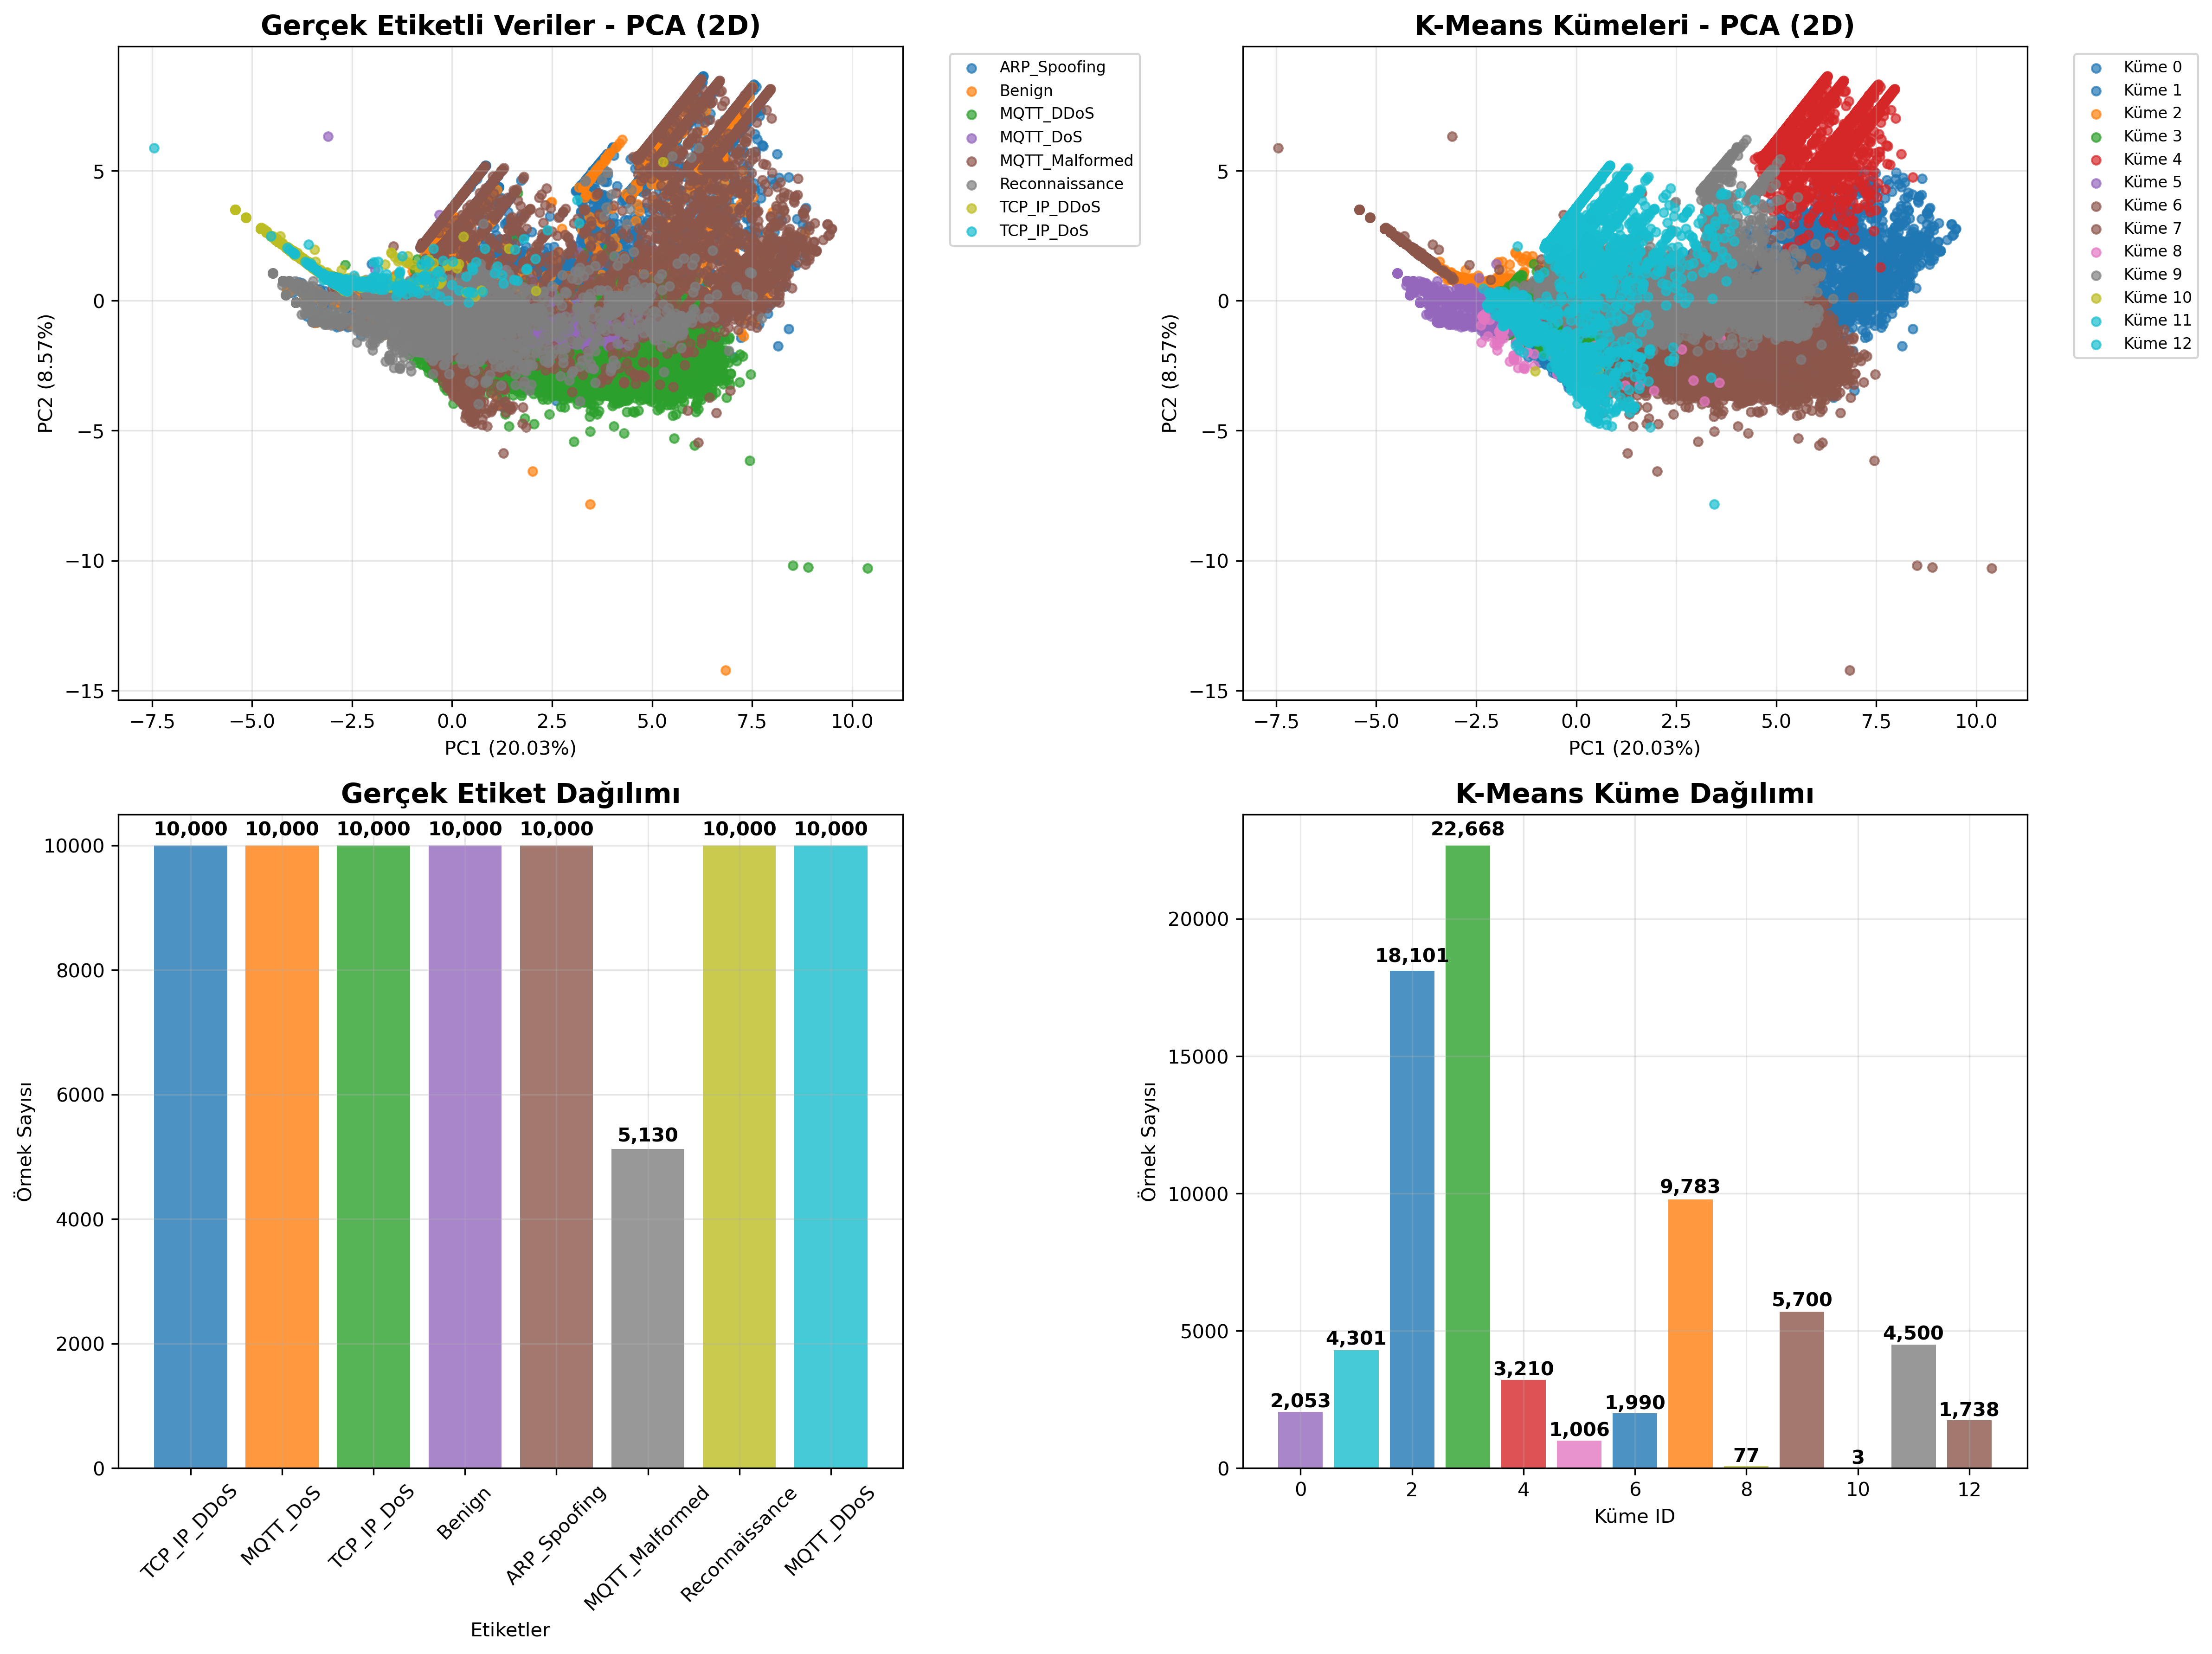 Gerçek Etiketli Veriler - PCA (2D)
PC2 (8.57%)
5
0
−5
−10
−15
−7.5 −5.0 −2.5 0.0 2.5 5.0 7.5 10.0
PC1 (20.03%)
ARP_Spoofing
Benign
MQTT_DDoS
MQTT_DoS
MQTT_Malformed
Reconnaissance
TCP_IP_DDoS
TCP_IP_DoS
K-Means Kümeleri - PCA (2D)
PC2 (8.57%)
5
0
−5
−10
−15
−7.5 −5.0 −2.5 0.0 2.5 5.0 7.5 10.0
PC1 (20.03%)
Küme 0
Küme 1
Küme 2
Küme 3
Küme 4
Küme 5
Küme 6
Küme 7
Küme 8
Küme 9
Küme 10
Küme 11
Küme 12
Gerçek Etiket Dağılımı
Örnek Sayısı
10000
8000
6000
4000
2000
0
10,000 10,000 10,000 10,000 10,000 5,130 10,000 10,000
TCP_IP_DDoS
MQTT_DoS
TCP_IP_DoS
Benign
ARP_Spoofing
MQTT_Malformed
Reconnaissance
MQTT_DDoS
Etiketler
K-Means Küme Dağılımı
Örnek Sayısı
20000
15000
10000
5000
0
2,053 4,301 18,101 22,668 3,210 1,006 1,990 9,783 77 5,700 3 4,500 1,738
0 2 4 6 8 10 12
Küme ID